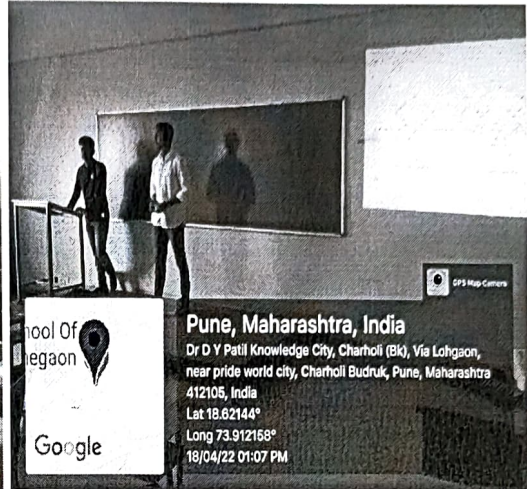 GPS Map Camera
hool Of
egaon
Google
Pune, Maharashtra, India
Dr D Y Patil Knowledge City, Charholi (Bk), Via Lohgaon,
near pride world city, Charholi Budruk, Pune, Maharashtra
412105, India
Lat 18.62144°
Long 73.912158°
18/04/22 01:07 PM